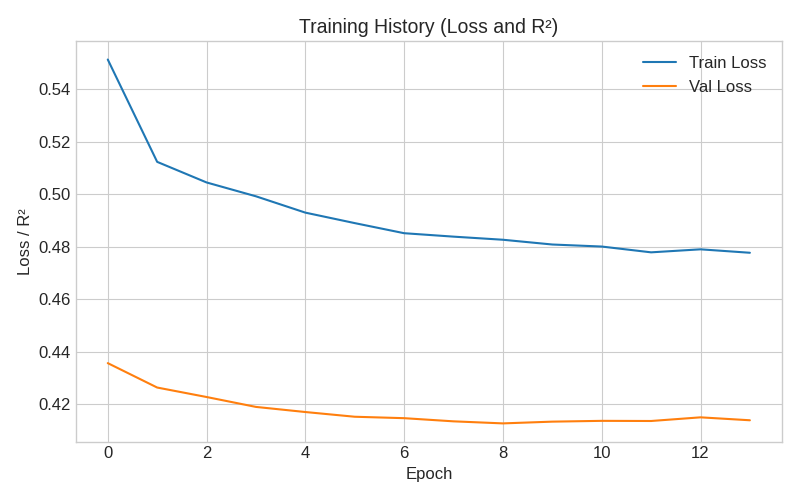 Training History (Loss and R²)
Train Loss
Val Loss
0.54
0.52
0.50
0.48
0.46
0.44
0.42
Loss / R²
0 2 4 6 8 10 12
Epoch